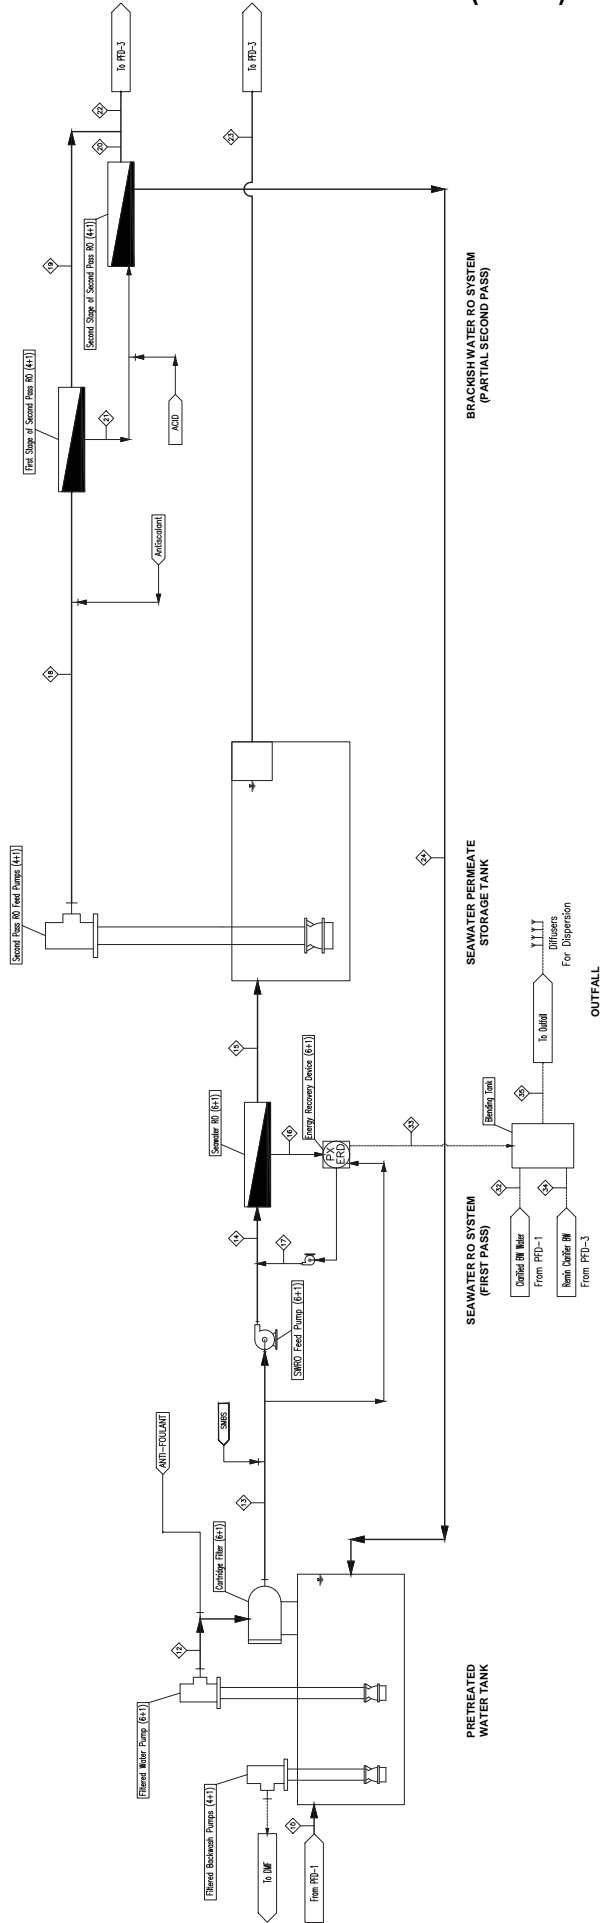 To PFD-3
To PFD-3
22
20
23
19
Second Stage of Second Pass RO (4+1)
First Stage of Second Pass RO (4+1)
21
ACID
Antiscalant
18
BRACKISH WATER RO SYSTEM
(PARTIAL SECOND PASS)
Second Pass RO Feed Pumps (4+1)
24
SEAWATER PERMEATE
STORAGE TANK
Diffusers
For Dispersion
OUTFALL
To Outfall
35
Blending Tank
15
Seawater RO (6+1)
Energy Recovery Device (6+1)
16
PX
ERD
33
14
17
SWRO Feed Pump (6+1)
32
34
Clarified BW Water
From PFD-1
Remin Clarifier BW
From PFD-3
SEAWATER RO SYSTEM
(FIRST PASS)
ANTI-FOULANT
SMBS
13
Cartridge Filter (6+1)
12
Filtered Water Pump (6+1)
Filtered Backwash Pumps (4+1)
10
To DMF
From PFD-1
PRETREATED
WATER TANK